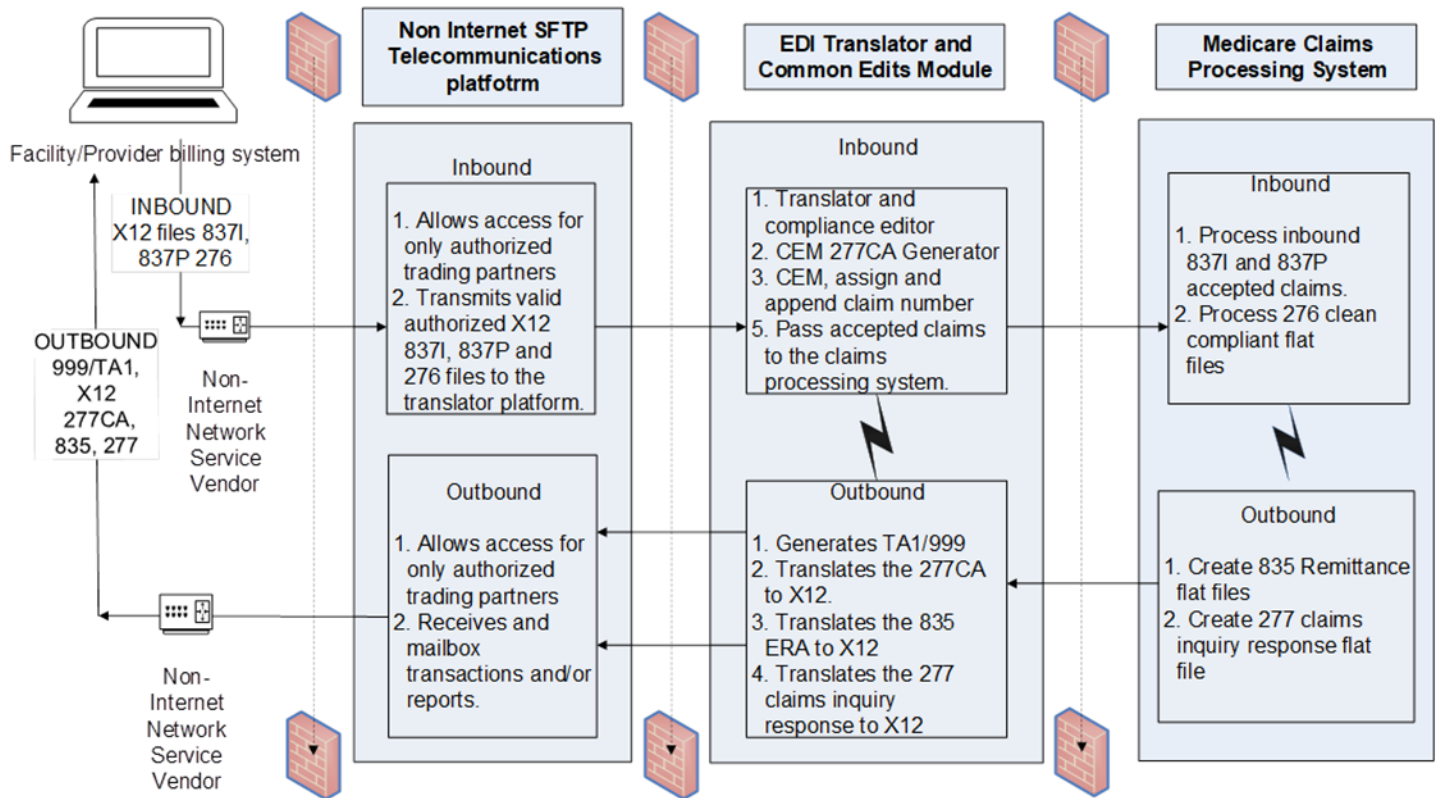 Non Internet SFTP
Telecommunications
platfotrm
EDI Translator and
Common Edits Module
Medicare Claims
Processing System
Facility/Provider billing system
INBOUND
X12 files 837I,
837P 276
OUTBOUND
999/TA1,
X12
277CA,
835, 277
Non-
Internet
Network
Service
Vendor
Non-
Internet
Network
Service
Vendor
Inbound
1. Allows access for
only authorized
trading partners
2. Transmits valid
authorized X12
837I, 837P and
276 files to the
translator platform.
Outbound
1. Allows access for
only authorized
trading partners
2. Receives and
mailbox
transactions and/or
reports.
Inbound
1. Translator and
compliance editor
2. CEM 277CA Generator
3. CEM, assign and
append claim number
5. Pass accepted claims
to the claims
processing system.
Outbound
1. Generates TA1/999
2. Translates the 277CA
to X12.
3. Translates the 835
ERA to X12
4. Translates the 277
claims inquiry
response to X12
Inbound
1. Process inbound
837I and 837P
accepted claims.
2. Process 276 clean
compliant flat
files
Outbound
1. Create 835 Remittance
flat files
2. Create 277 claims
inquiry response flat
file